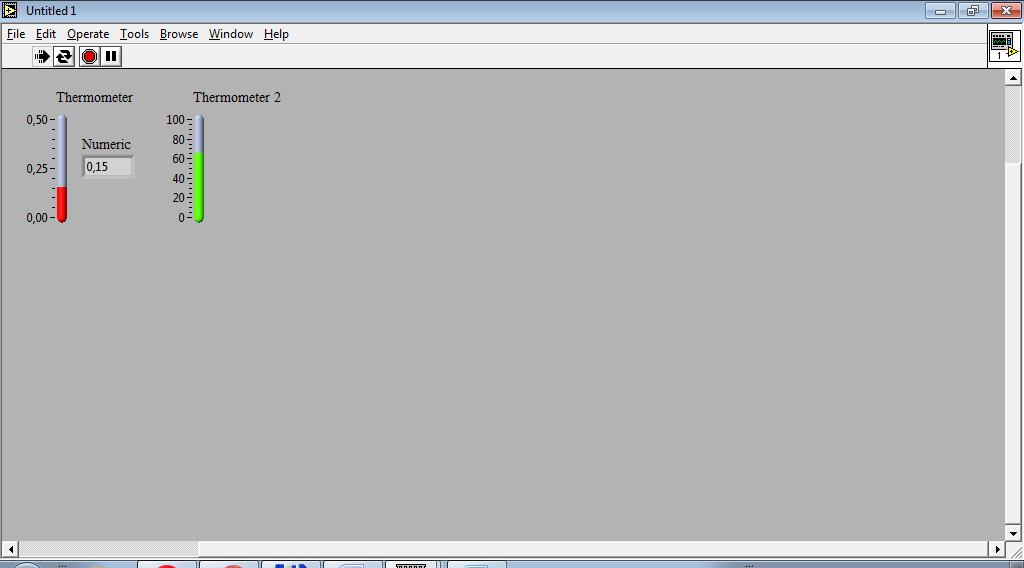 Untitled 1
File Edit Operate Tools Browse Window Help
1
Thermometer
0,50
0,25
0,00
Numeric
0,15
Thermometer 2
100
80
60
40
20
0